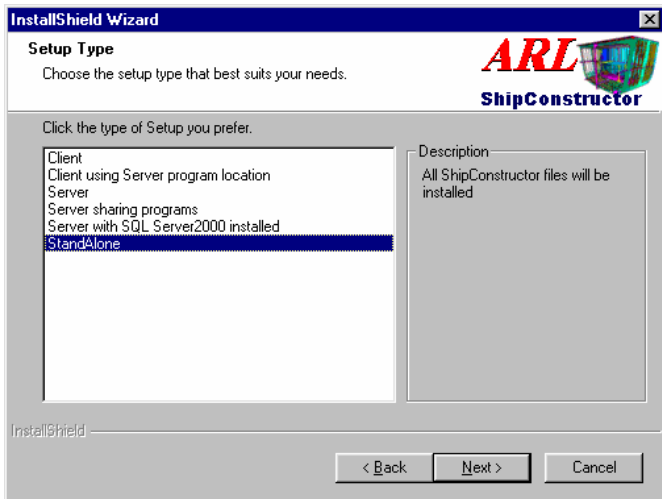 InstallShield Wizard
Setup Type
Choose the setup type that best suits your needs.
ARL
ShipConstructor
Click the type of Setup you prefer.
Client
Client using Server program location
Server
Server sharing programs
Server with SQL Server2000 installed
StandAlone
Description
All ShipConstructor files will be
installed
InstallShield
< Back
Next >
Cancel